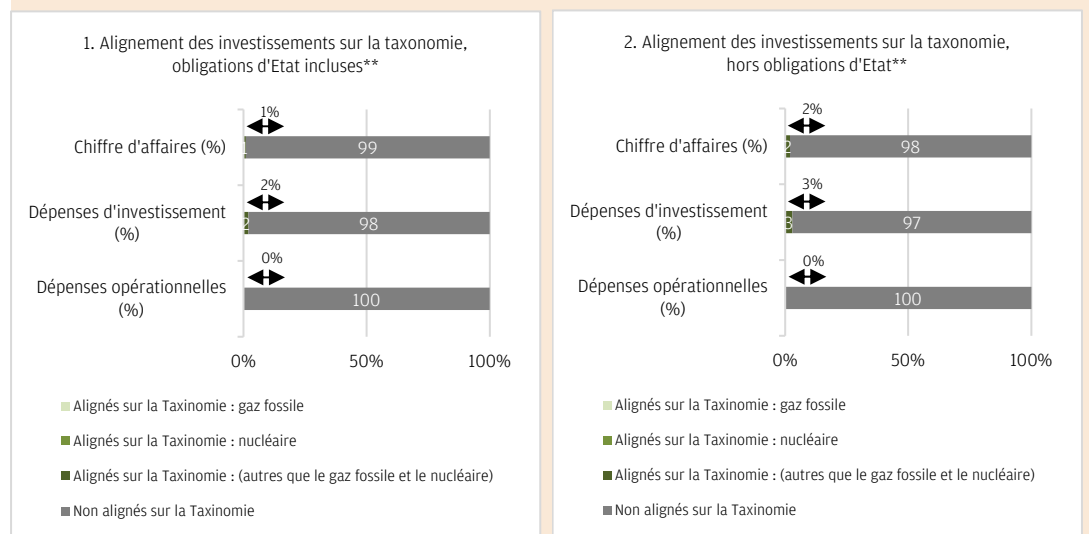 1. Alignement des investissements sur la taxonomie,
obligations d'Etat incluses**
1%
Chiffre d'affaires (%)
1
99
2%
Dépenses d'investissement
(%)
2
98
0%
Dépenses opérationnelles
(%)
100
0%
50%
100%
Alignés sur la Taxinomie : gaz fossile
Alignés sur la Taxinomie : nucléaire
Alignés sur la Taxinomie : (autres que le gaz fossile et le nucléaire)
Non alignés sur la Taxinomie
2. Alignement des investissements sur la taxonomie,
hors obligations d'Etat**
2%
Chiffre d'affaires (%)
2
98
3%
Dépenses d'investissement
(%)
3
97
0%
Dépenses opérationnelles
(%)
100
0%
50%
100%
Alignés sur la Taxinomie : gaz fossile
Alignés sur la Taxinomie : nucléaire
Alignés sur la Taxinomie : (autres que le gaz fossile et le nucléaire)
Non alignés sur la Taxinomie